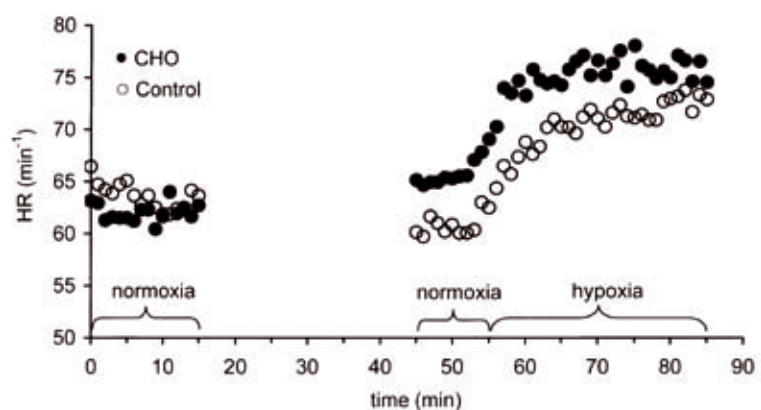 80
75
70
65
60
55
50
HR (min⁻¹)
CHO
Control
normoxia
normoxia
hypoxia
0 10 20 30 40 50 60 70 80 90
time (min)